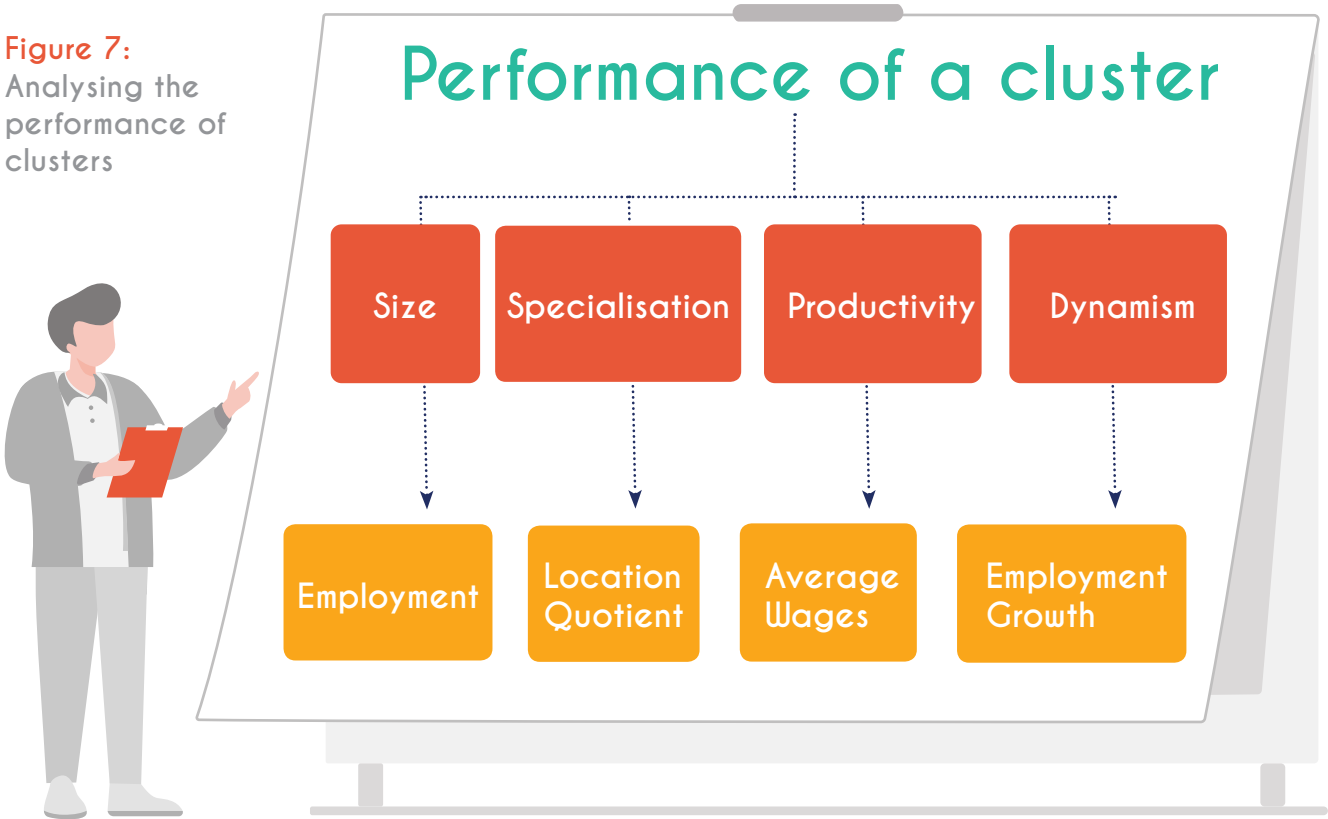 Figure 7:
Analysing the
performance of
clusters
Performance of a cluster
Size
Specialisation
Productivity
Dynamism
Employment
Location
Quotient
Average
Wages
Employment
Growth